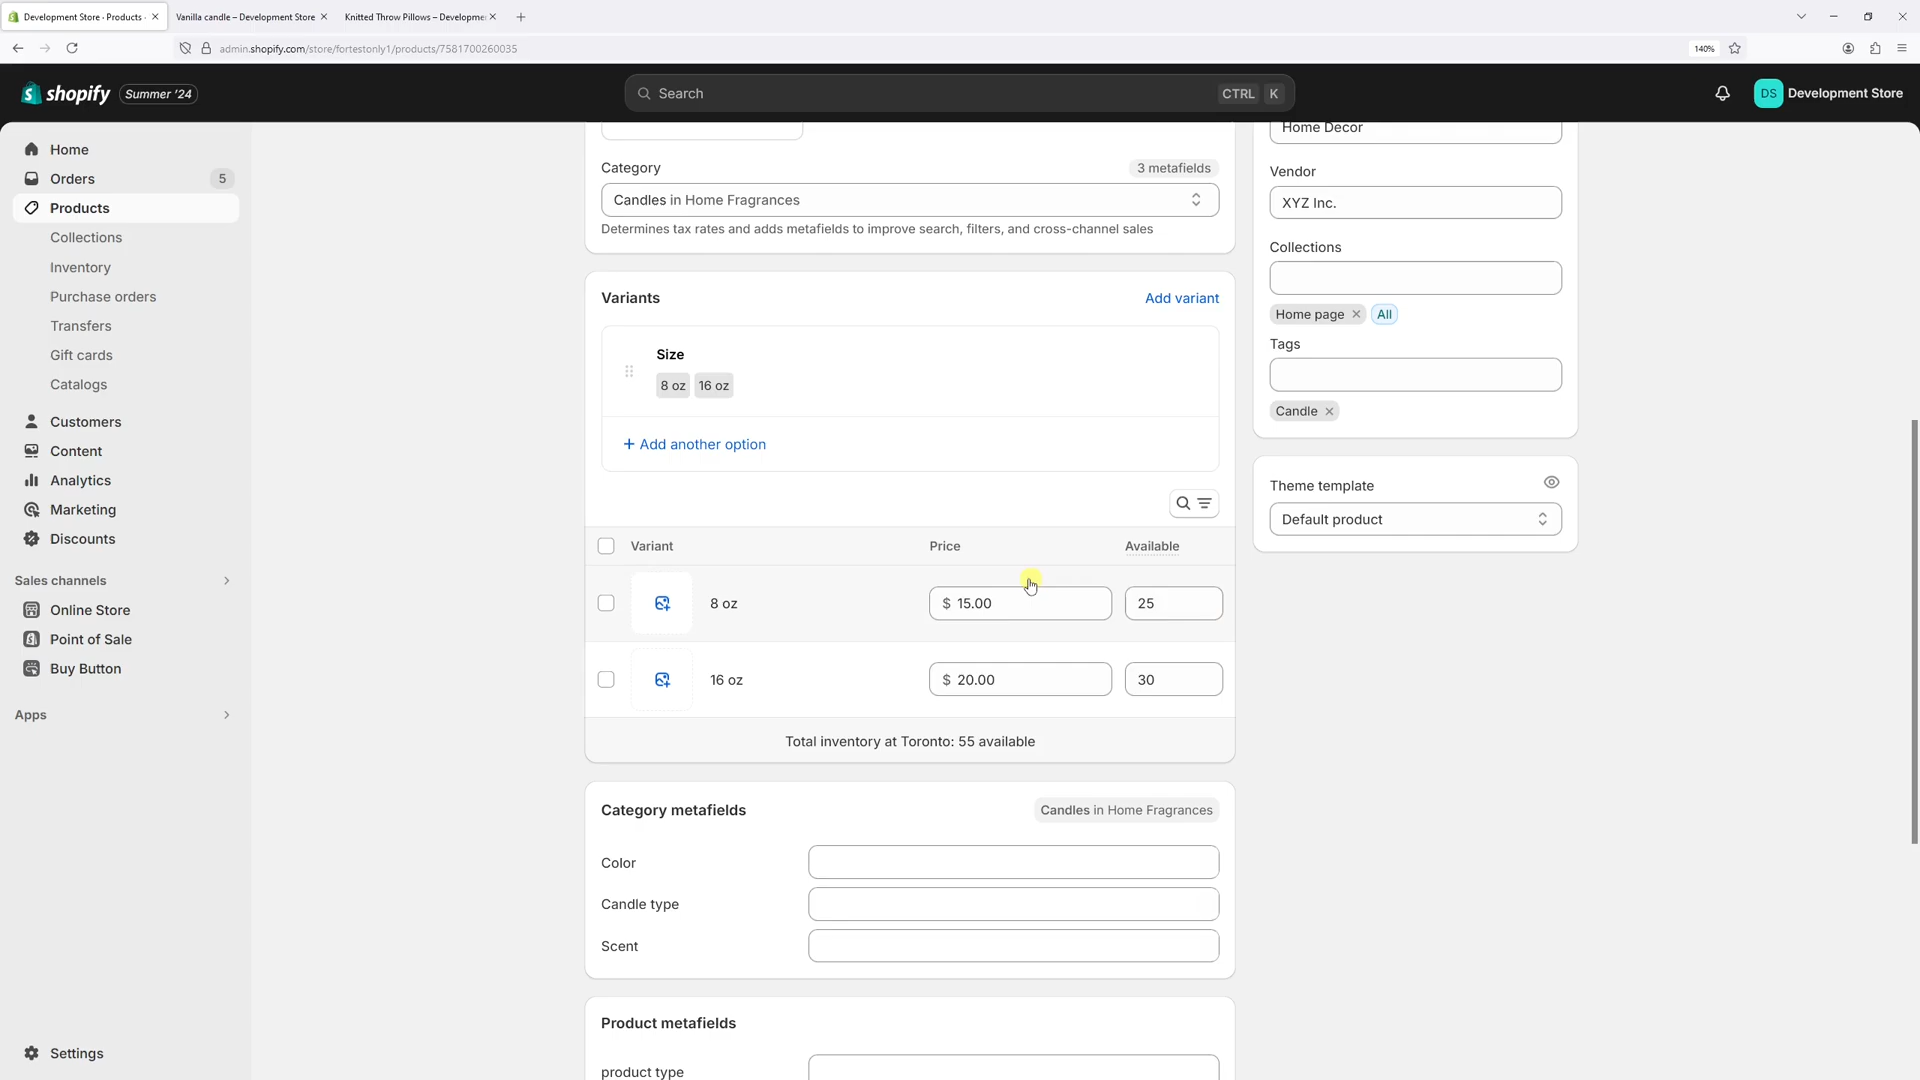 Development Store · Products ·
Vanilla candle – Development Store
Knitted Throw Pillows – Developme
admin.shopify.com/store/fortestonly1/products/7581700260035
140%
shopify
Summer '24
Search
CTRL K
DS
Development Store
Home
Orders
5
Products
Collections
Inventory
Purchase orders
Transfers
Gift cards
Catalogs
Customers
Content
Analytics
Marketing
Discounts
Sales channels
Online Store
Point of Sale
Buy Button
Apps
Settings
Category
3 metafields
Candles in Home Fragrances
Determines tax rates and adds metafields to improve search, filters, and cross-channel sales
Variants
Add variant
Size
8 oz 16 oz
+ Add another option
Variant Price Available
8 oz $ 15.00 25
16 oz $ 20.00 30
Total inventory at Toronto: 55 available
Category metafields
Candles in Home Fragrances
Color
Candle type
Scent
Product metafields
product type
Home Decor
Vendor
XYZ Inc.
Collections
Home page
All
Tags
Candle
Theme template
Default product